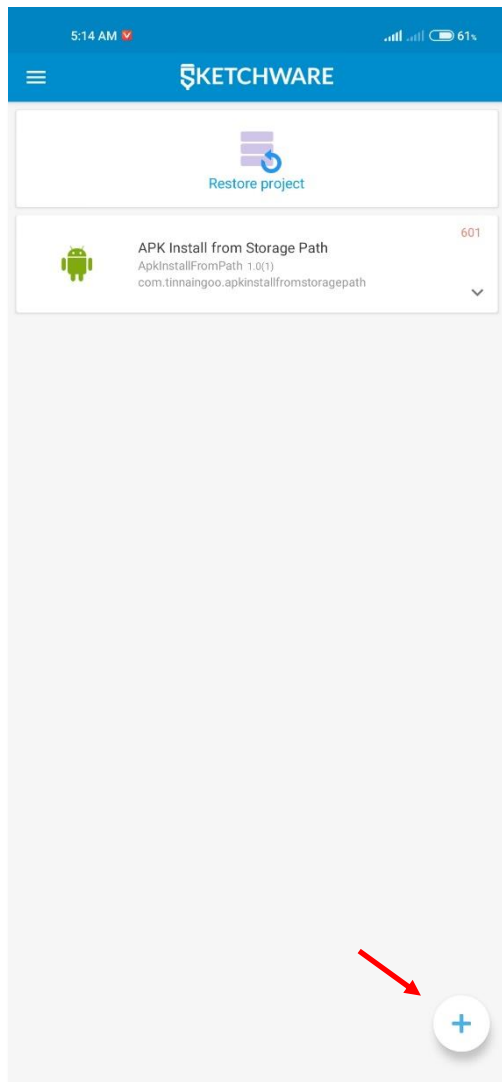 5:14 AM
61%
SKETCHWARE
Restore project
601
APK Install from Storage Path
ApkInstallFromPath 1.0(1)
com.tinnaingoo.apkinstallfromstoragepath